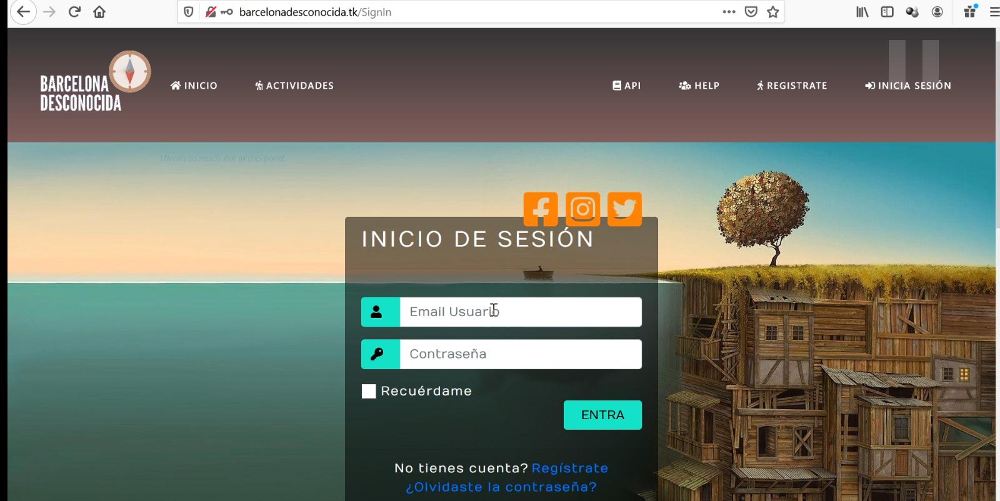 barcelonadesconocida.tk/SignIn
BARCELONA
DESCONOCIDA
INICIO
ACTIVIDADES
API
HELP
REGISTRATE
INICIA SESIÓN
There's so much shit in this pond.
INICIO DE SESIÓN
Email Usuario
Contraseña
Recuérdame
ENTRA
No tienes cuenta? Regístrate
¿Olvidaste la contraseña?